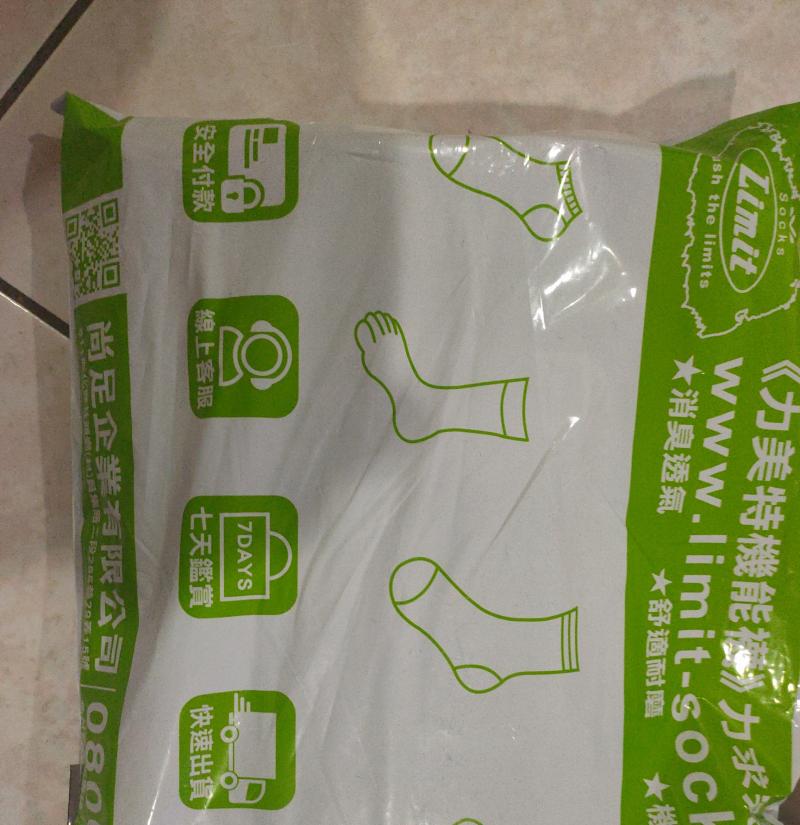 Limit
Socks
sh the limits
《力美特機能襪》力求
www.limit-sock
★消臭透氣 ★舒適耐磨 ★機
安全付款
線上客服
7DAYS
七天鑑賞
快速出貨
尚足企業有限公司 | 080